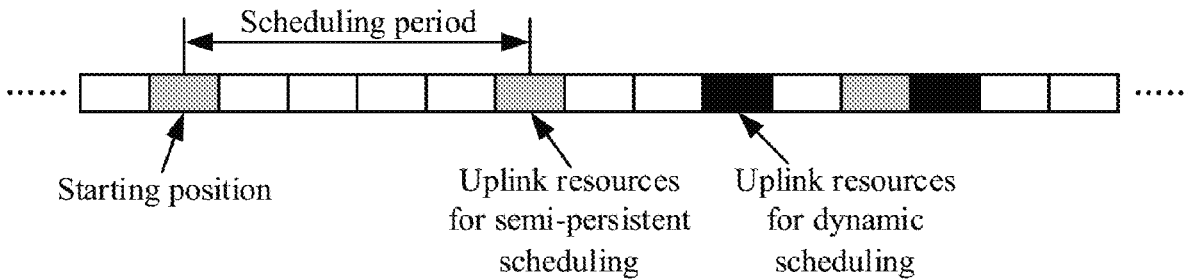 Scheduling period
...... ......
Starting position
Uplink resources
for semi-persistent
scheduling
Uplink resources
for dynamic
scheduling